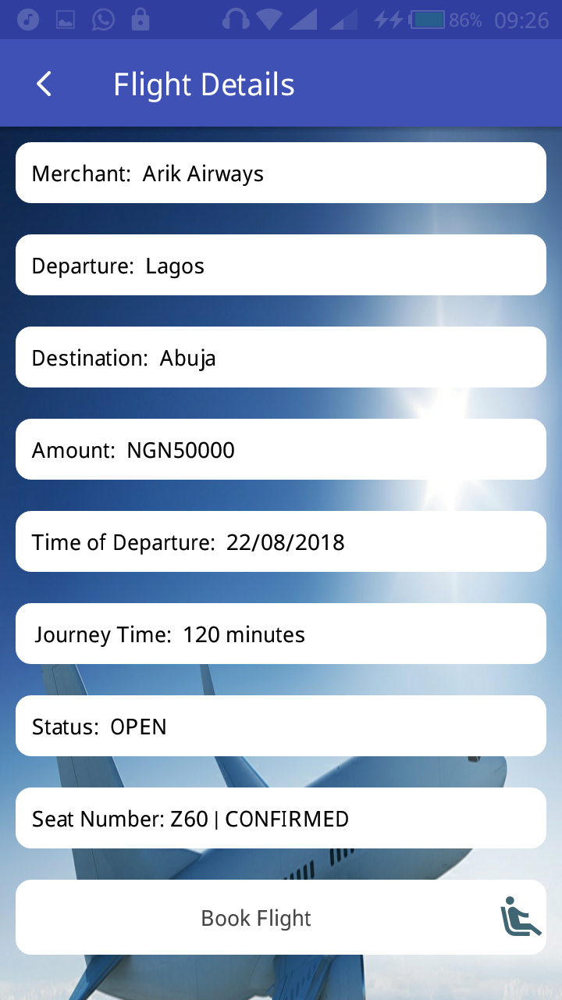 86% 09:26
Flight Details
Merchant: Arik Airways
Departure: Lagos
Destination: Abuja
Amount: NGN50000
Time of Departure: 22/08/2018
Journey Time: 120 minutes
Status: OPEN
Seat Number: Z60 | CONFIRMED
Book Flight